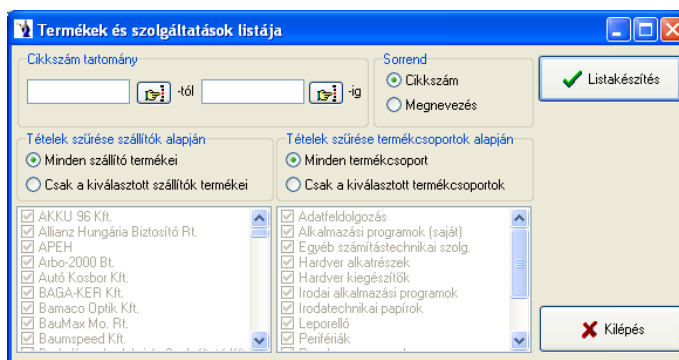 Termékek és szolgáltatások listája
Cikkszám tartomány
-tól
-ig
Sorrend
Cikkszám
Megnevezés
Listakészítés
Tételek szűrése szállítók alapján
Minden szállító termékei
Csak a kiválasztott szállítók termékei
Tételek szűrése termékcsoportok alapján
Minden termékcsoport
Csak a kiválasztott termékcsoportok
AKKU 96 Kft.
Allianz Hungária Biztosító Rt.
APEH
Arbo-2000 Bt.
Autó Kosbor Kft.
BAGA-KER Kft.
Bamaco Optik Kft.
BauMax Mo. Rt.
Baumspeed Kft.
Adatfeldolgozás
Alkalmazási programok (saját)
Egyéb számítástechnikai szolg.
Hardver alkatrészek
Hardver kiegészítők
Irodai alkalmazási programok
Irodatechnikai papírok
Leporelló
Perifériák
Kilépés